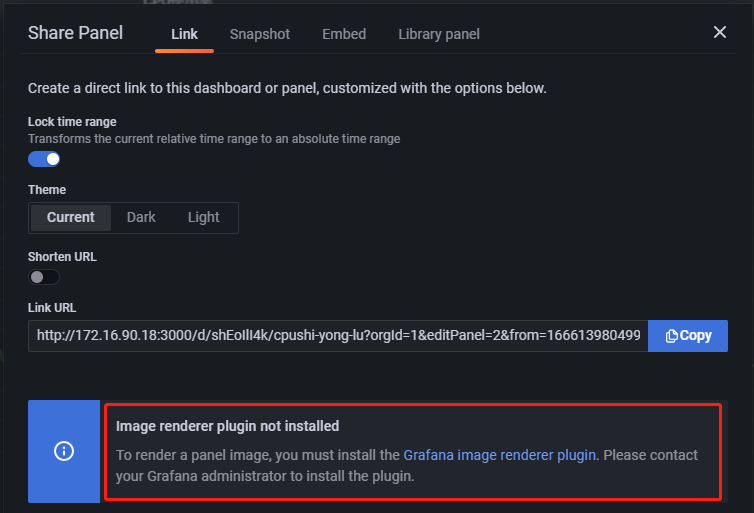 Share Panel
Link
Snapshot
Embed
Library panel
Create a direct link to this dashboard or panel, customized with the options below.
Lock time range
Transforms the current relative time range to an absolute time range
Theme
Current
Dark
Light
Shorten URL
Link URL
http://172.16.90.18:3000/d/shEoIlI4k/cpushi-yong-lu?orgId=1&editPanel=2&from=166613980499
Copy
Image renderer plugin not installed
To render a panel image, you must install the Grafana image renderer plugin. Please contact
your Grafana administrator to install the plugin.